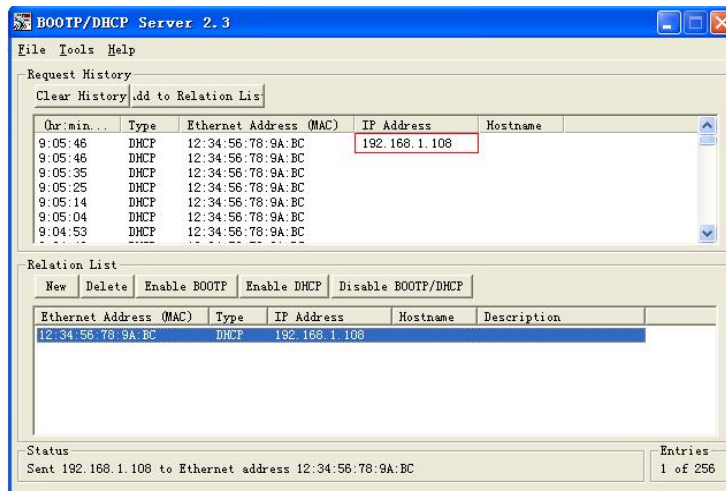 BOOTP/DHCP Server 2.3
File Tools Help
Request History
Clear History dd to Relation Lis
(hr:min... Type Ethernet Address (MAC) IP Address Hostname
9:05:46 DHCP 12:34:56:78:9A:BC 192.168.1.108
9:05:46 DHCP 12:34:56:78:9A:BC
9:05:35 DHCP 12:34:56:78:9A:BC
9:05:25 DHCP 12:34:56:78:9A:BC
9:05:14 DHCP 12:34:56:78:9A:BC
9:05:04 DHCP 12:34:56:78:9A:BC
9:04:53 DHCP 12:34:56:78:9A:BC
Relation List
New Delete Enable BOOTP Enable DHCP Disable BOOTP/DHCP
Ethernet Address (MAC) Type IP Address Hostname Description
12:34:56:78:9A:BC DHCP 192.168.1.108
Status Entries
Sent 192.168.1.108 to Ethernet address 12:34:56:78:9A:BC 1 of 256